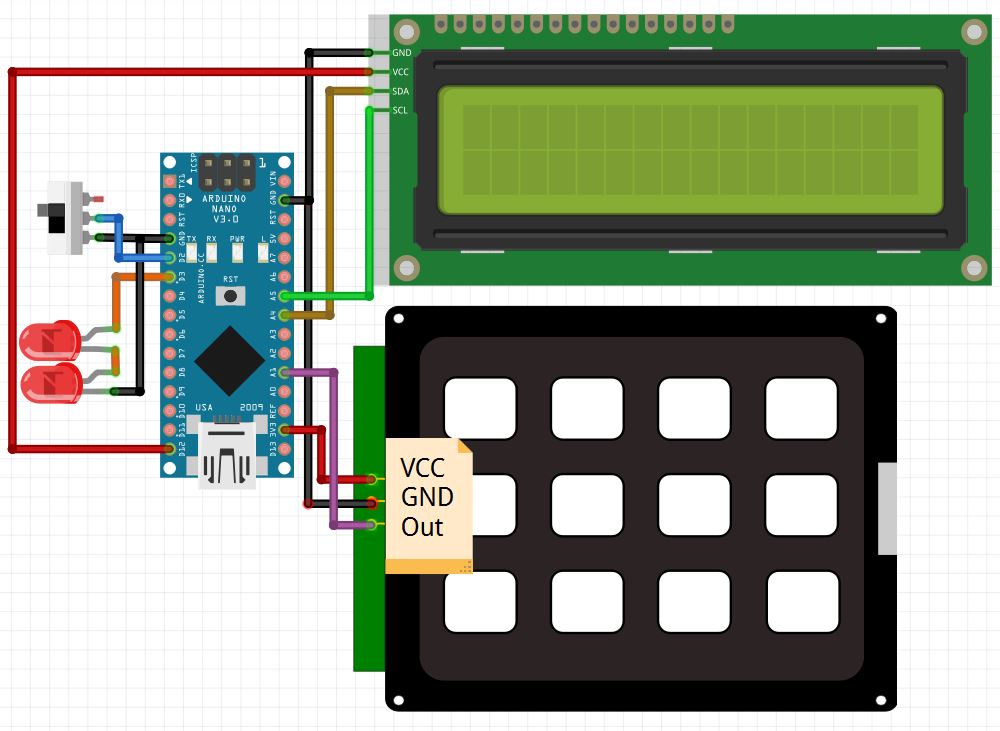 GND
VCC
SDA
SCL
ICSP
1
TX1
RX0
RST
GND
D2
D3
D4
D5
D6
D7
D8
D9
D10
D11
D12
VIN
GND
RST
5V
A7
A6
A5
A4
A3
A2
A1
A0
REF
3V3
D13
ARDUINO
NANO
V3.0
TX RX PWR L
RST
ARDUINO.CC
USA 2009
VCC
GND
Out